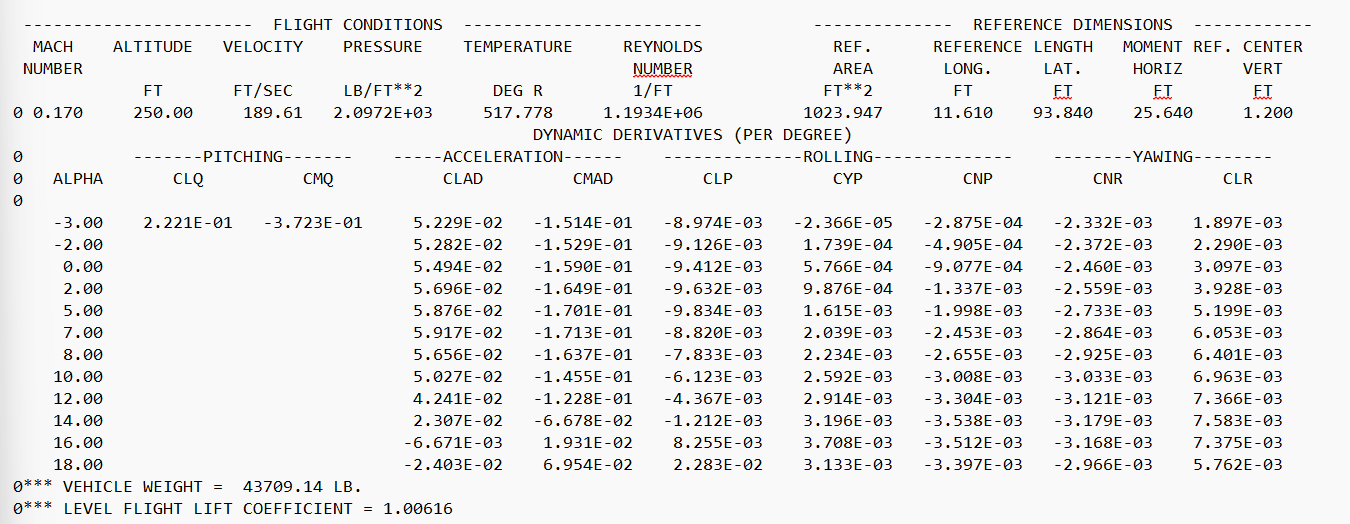 ----------------------- FLIGHT CONDITIONS ------------------------ -------------- REFERENCE DIMENSIONS ------------
MACH ALTITUDE VELOCITY PRESSURE TEMPERATURE REYNOLDS REF. REFERENCE LENGTH MOMENT REF. CENTER
NUMBER NUMBER AREA LONG. LAT. HORIZ VERT
FT FT/SEC LB/FT**2 DEG R 1/FT FT**2 FT FT FT FT
0 0.170 250.00 189.61 2.0972E+03 517.778 1.1934E+06 1023.947 11.610 93.840 25.640 1.200
DYNAMIC DERIVATIVES (PER DEGREE)
0 -------PITCHING------- -----ACCELERATION------ --------------ROLLING-------------- --------YAWING--------
0 ALPHA CLQ CMQ CLAD CMAD CLP CYP CNP CNR CLR
0
-3.00 2.221E-01 -3.723E-01 5.229E-02 -1.514E-01 -8.974E-03 -2.366E-05 -2.875E-04 -2.332E-03 1.897E-03
-2.00 5.282E-02 -1.529E-01 -9.126E-03 1.739E-04 -4.905E-04 -2.372E-03 2.290E-03
0.00 5.494E-02 -1.590E-01 -9.412E-03 5.766E-04 -9.077E-04 -2.460E-03 3.097E-03
2.00 5.696E-02 -1.649E-01 -9.632E-03 9.876E-04 -1.337E-03 -2.559E-03 3.928E-03
5.00 5.876E-02 -1.701E-01 -9.834E-03 1.615E-03 -1.998E-03 -2.733E-03 5.199E-03
7.00 5.917E-02 -1.713E-01 -8.820E-03 2.039E-03 -2.453E-03 -2.864E-03 6.053E-03
8.00 5.656E-02 -1.637E-01 -7.833E-03 2.234E-03 -2.655E-03 -2.925E-03 6.401E-03
10.00 5.027E-02 -1.455E-01 -6.123E-03 2.592E-03 -3.008E-03 -3.033E-03 6.963E-03
12.00 4.241E-02 -1.228E-01 -4.367E-03 2.914E-03 -3.304E-03 -3.121E-03 7.366E-03
14.00 2.307E-02 -6.678E-02 -1.212E-03 3.196E-03 -3.538E-03 -3.179E-03 7.583E-03
16.00 -6.671E-03 1.931E-02 8.255E-03 3.708E-03 -3.512E-03 -3.168E-03 7.375E-03
18.00 -2.403E-02 6.954E-02 2.283E-02 3.133E-03 -3.397E-03 -2.966E-03 5.762E-03
0*** VEHICLE WEIGHT = 43709.14 LB.
0*** LEVEL FLIGHT LIFT COEFFICIENT = 1.00616